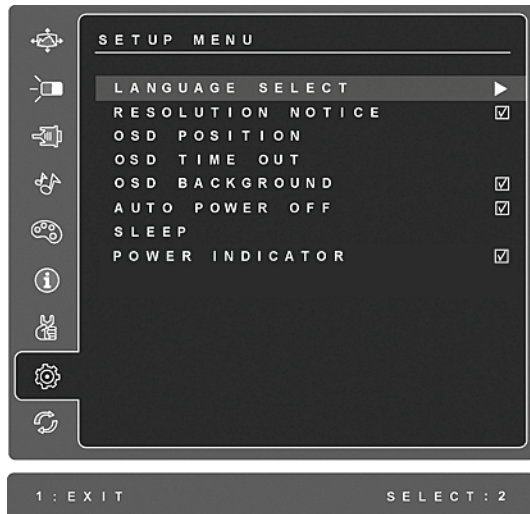 SETUP MENU
LANGUAGE SELECT
RESOLUTION NOTICE
OSD POSITION
OSD TIME OUT
OSD BACKGROUND
AUTO POWER OFF
SLEEP
POWER INDICATOR
1:EXIT SELECT:2